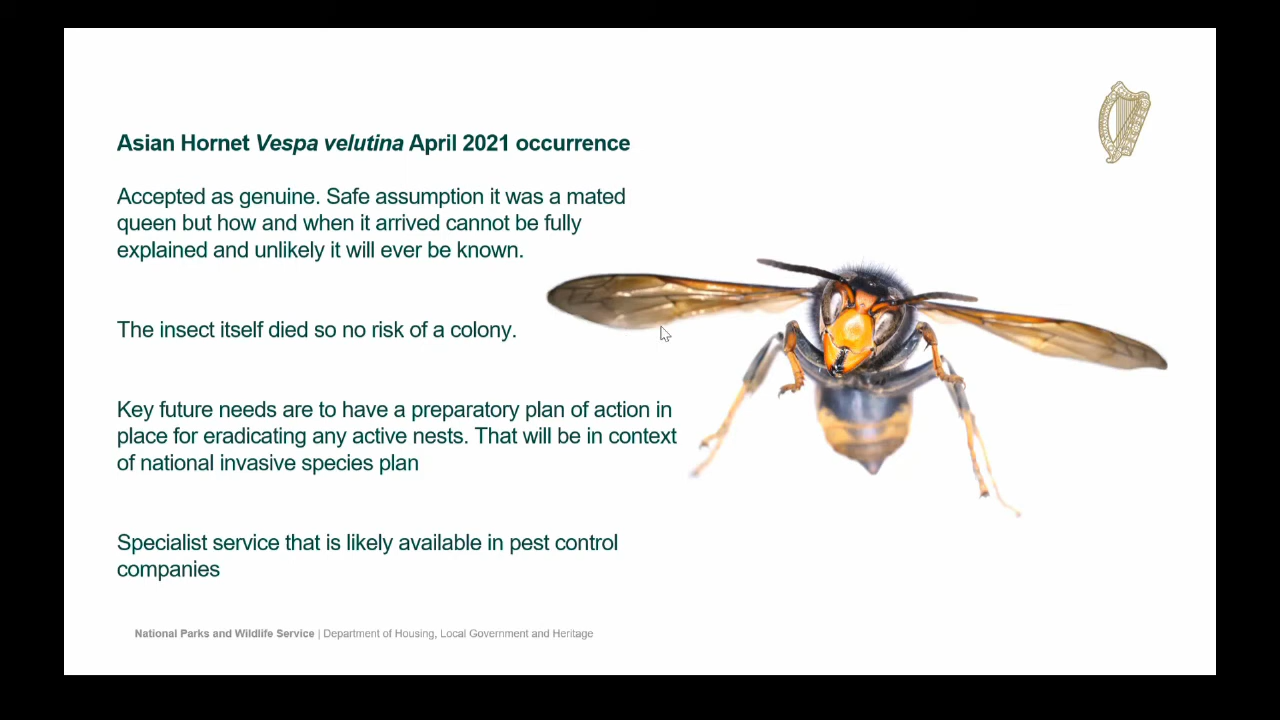 Asian Hornet Vespa velutina April 2021 occurrence
Accepted as genuine. Safe assumption it was a mated
queen but how and when it arrived cannot be fully
explained and unlikely it will ever be known.
The insect itself died so no risk of a colony.
Key future needs are to have a preparatory plan of action in
place for eradicating any active nests. That will be in context
of national invasive species plan
Specialist service that is likely available in pest control
companies
National Parks and Wildlife Service | Department of Housing, Local Government and Heritage